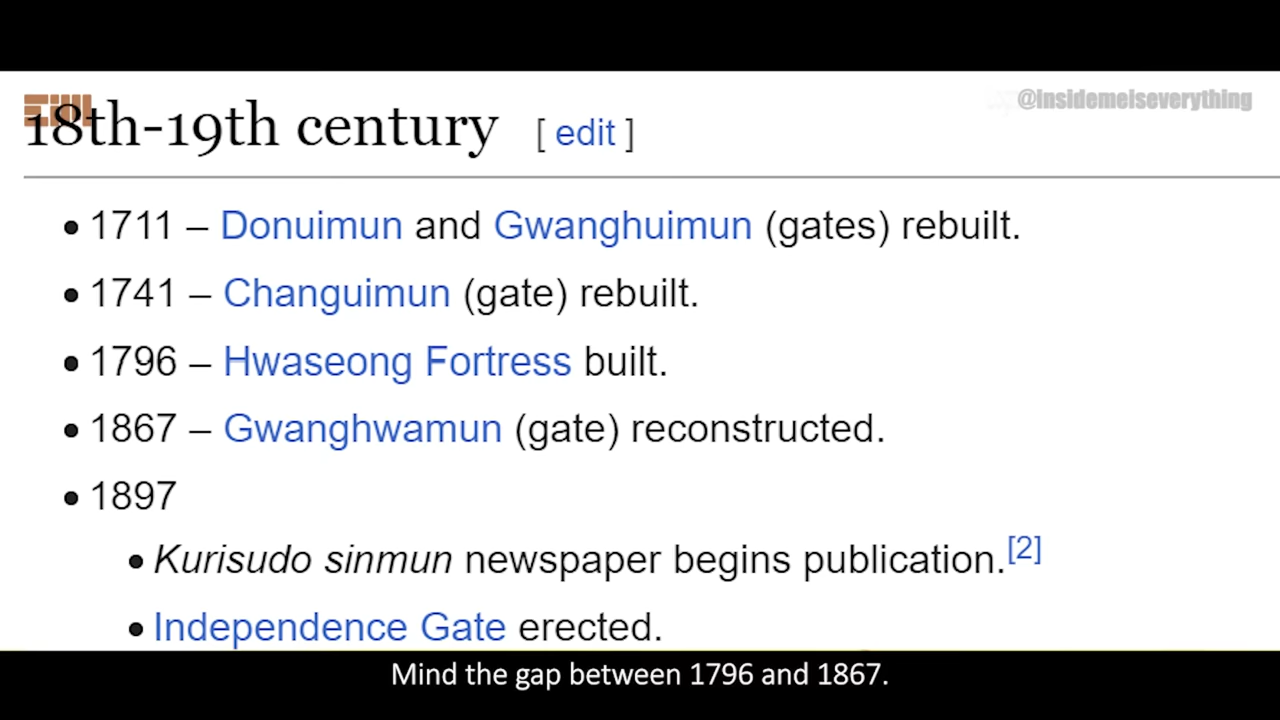 @Insidemeiseverything
18th-19th century [ edit ]
• 1711 – Donuimun and Gwanghuimun (gates) rebuilt.
• 1741 – Changuimun (gate) rebuilt.
• 1796 – Hwaseong Fortress built.
• 1867 – Gwanghwamun (gate) reconstructed.
• 1897
• Kurisudo sinmun newspaper begins publication.[2]
• Independence Gate erected.
Mind the gap between 1796 and 1867.